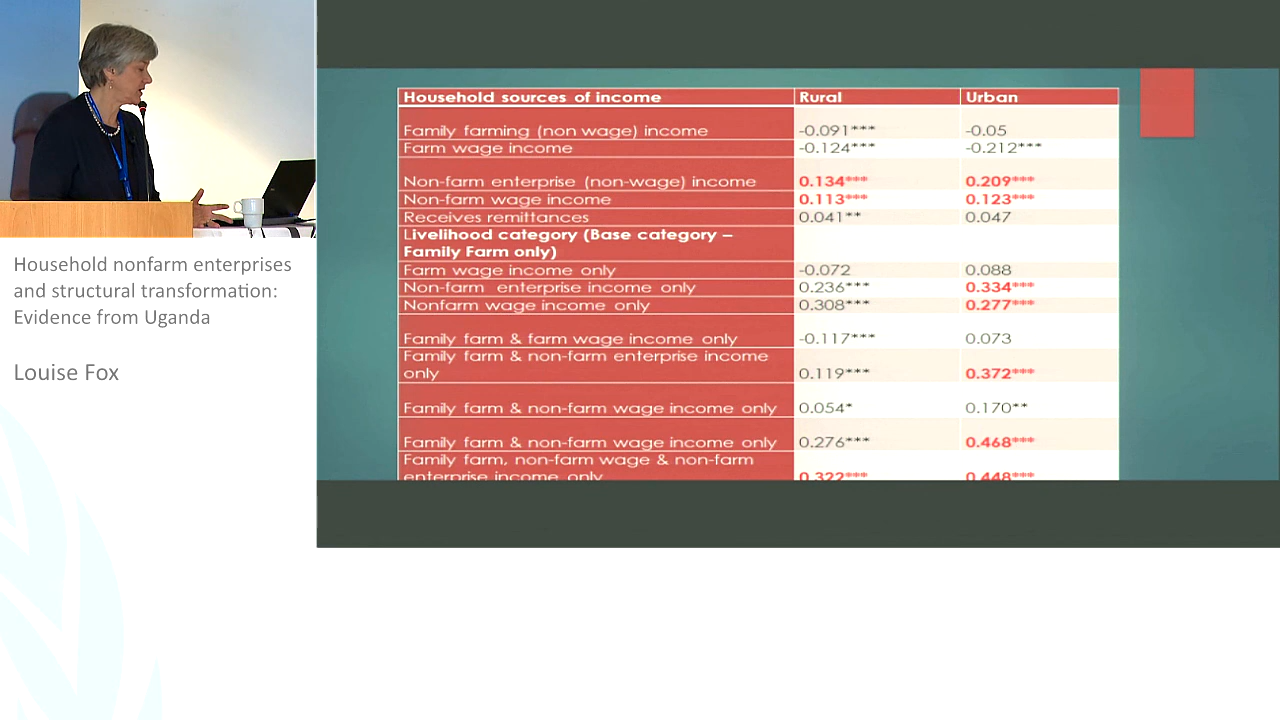 Household nonfarm enterprises
and structural transformation:
Evidence from Uganda
Louise Fox
Household sources of income Rural Urban
Family farming (non wage) income -0.091*** -0.05
Farm wage income -0.124*** -0.212***
Non-farm enterprise (non-wage) income 0.134*** 0.209***
Non-farm wage income 0.113*** 0.123***
Receives remittances 0.041** 0.047
Livelihood category (Base category –
Family Farm only)
Farm wage income only -0.072 0.088
Non-farm enterprise income only 0.236*** 0.334***
Nonfarm wage income only 0.308*** 0.277***
Family farm & farm wage income only -0.117*** 0.073
Family farm & non-farm enterprise income
only 0.119*** 0.372***
Family farm & non-farm wage income only 0.054* 0.170**
Family farm & non-farm wage income only 0.276*** 0.468***
Family farm, non-farm wage & non-farm
enterprise income only 0.322*** 0.448***